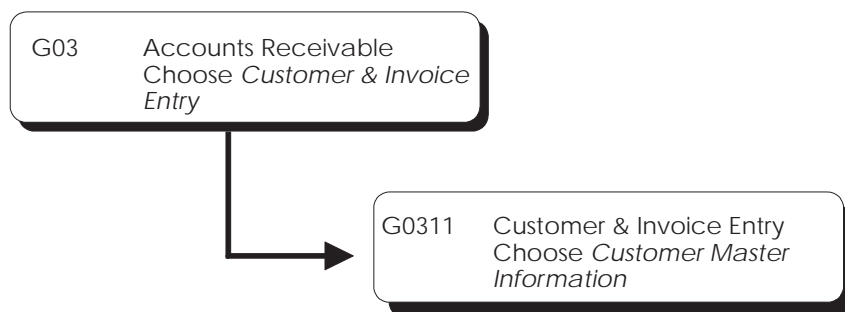 G03 Accounts Receivable
Choose Customer & Invoice
Entry
G0311 Customer & Invoice Entry
Choose Customer Master
Information